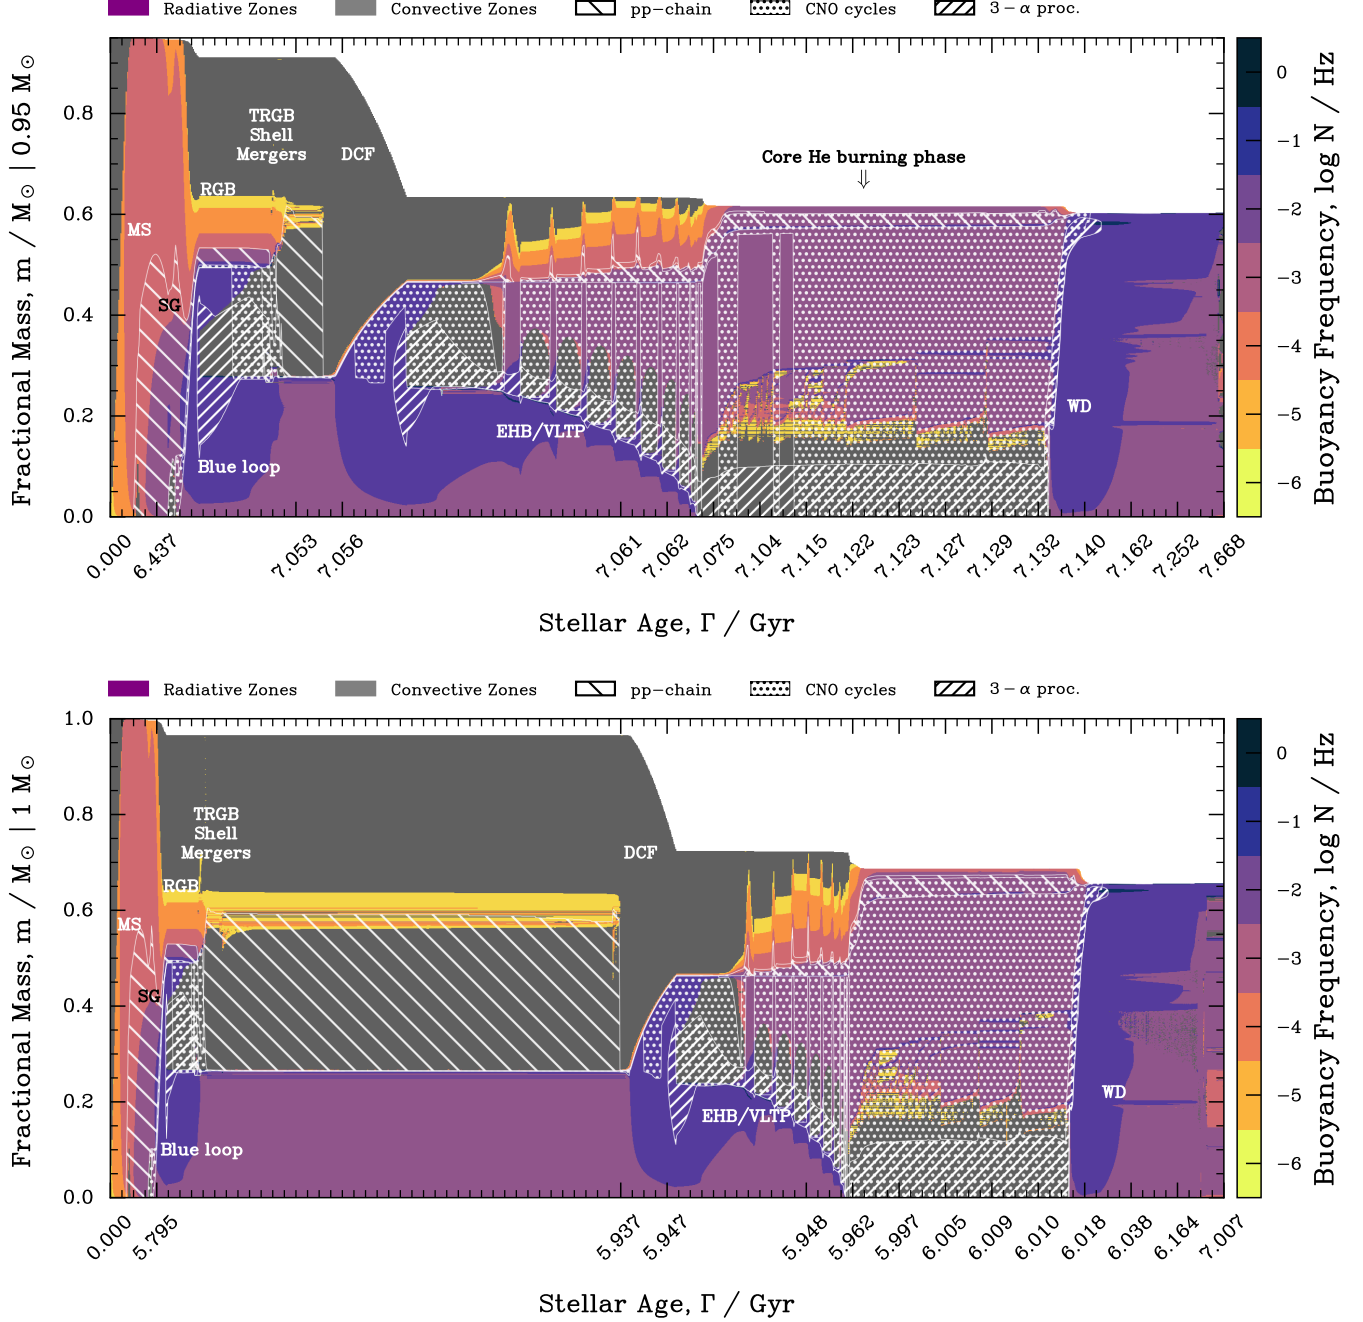 Radiative Zones
Convective Zones
pp−chain
CNO cycles
3 − α proc.
Fractional Mass, m / M⊙ | 0.95 M⊙
0.8
0.6
0.4
0.2
0.0
TRGB
Shell
Mergers
DCF
RGB
MS
SG
Blue loop
EHB/VLTP
Core He burning phase
⇓
WD
0
−1
−2
−3
−4
−5
−6
Buoyancy Frequency, log N / Hz
0.000
6.437
7.053
7.056
7.061
7.062
7.075
7.104
7.115
7.122
7.123
7.127
7.129
7.132
7.140
7.162
7.252
7.668
Stellar Age, Γ / Gyr
Radiative Zones
Convective Zones
pp−chain
CNO cycles
3 − α proc.
Fractional Mass, m / M⊙ | 1 M⊙
1.0
0.8
0.6
0.4
0.2
0.0
TRGB
Shell
Mergers
DCF
RGB
MS
SG
Blue loop
EHB/VLTP
WD
0
−1
−2
−3
−4
−5
−6
Buoyancy Frequency, log N / Hz
0.000
5.795
5.937
5.947
5.948
5.962
5.997
6.005
6.009
6.010
6.018
6.038
6.164
7.007
Stellar Age, Γ / Gyr